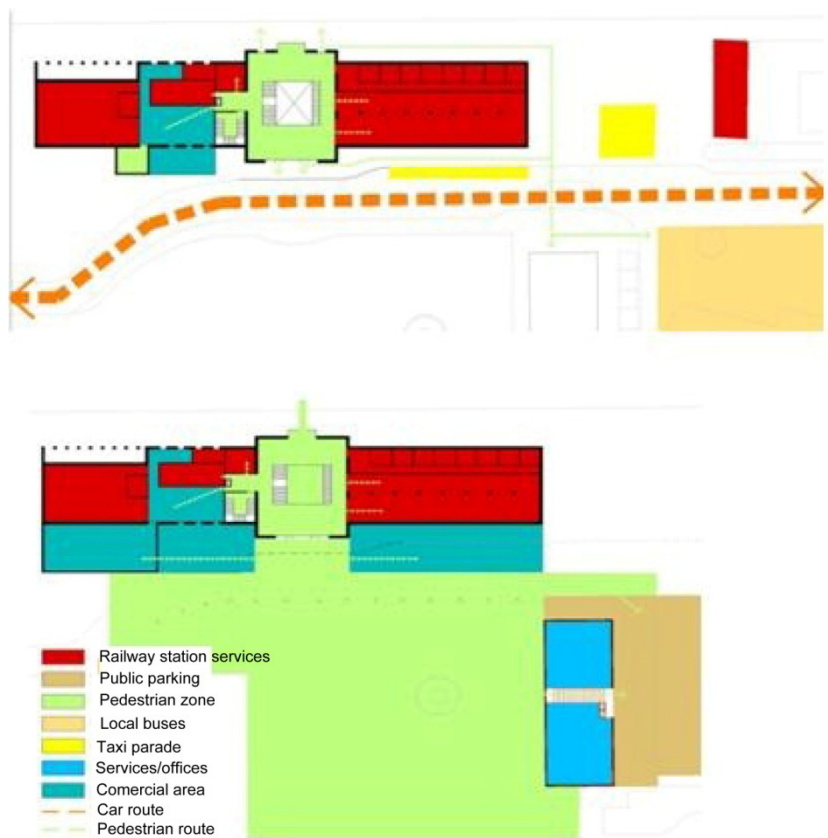 Railway station services
Public parking
Pedestrian zone
Local buses
Taxi parade
Services/offices
Comercial area
Car route
Pedestrian route